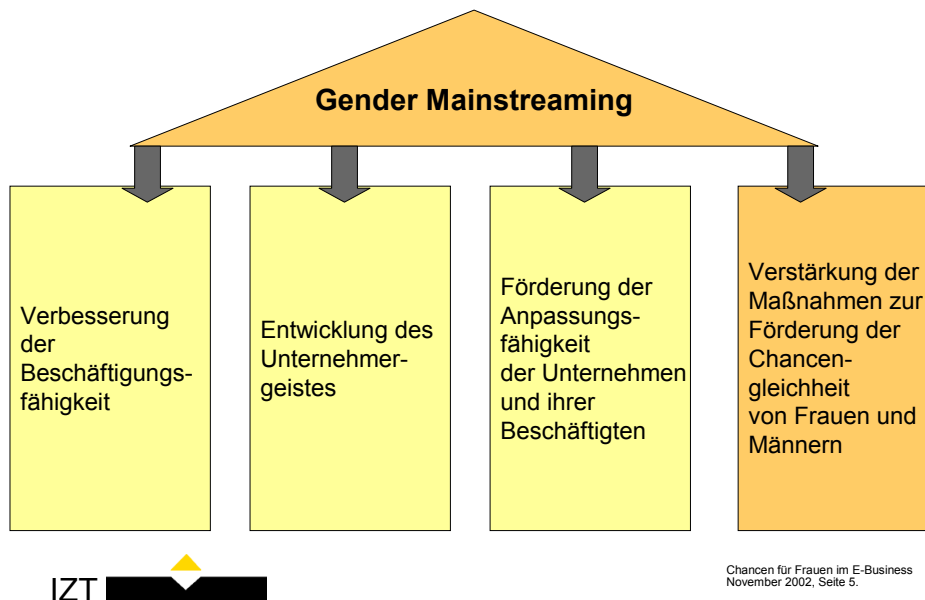 Gender Mainstreaming
Verbesserung
der
Beschäftigungs-
fähigkeit
Entwicklung des
Unternehmer-
geistes
Förderung der
Anpassungs-
fähigkeit
der Unternehmen
und ihrer
Beschäftigten
Verstärkung der
Maßnahmen zur
Förderung der
Chancen-
gleichheit
von Frauen und
Männern
IZT
Chancen für Frauen im E-Business
November 2002, Seite 5.